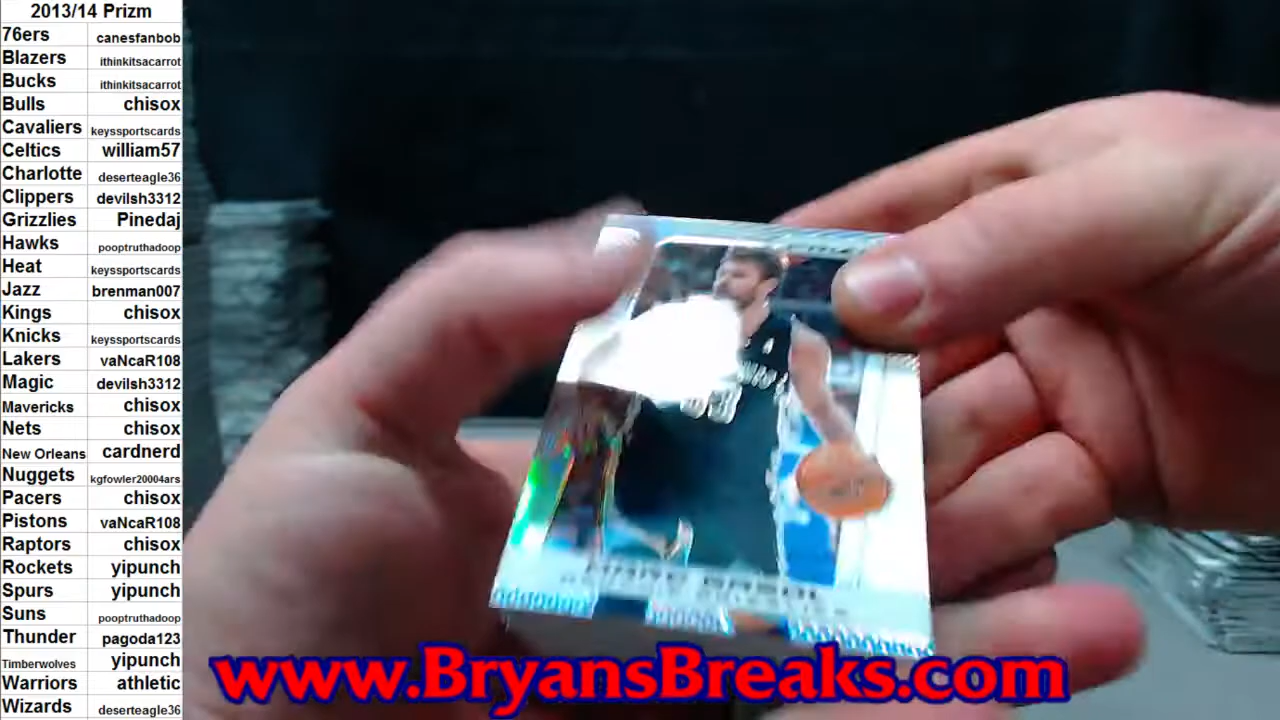 2013/14 Prizm
76ers canesfanbob
Blazers ithinkitsacarrot
Bucks ithinkitsacarrot
Bulls chisox
Cavaliers keyssportscards
Celtics william57
Charlotte deserteagle36
Clippers devilsh3312
Grizzlies Pinedaj
Hawks pooptruthadoop
Heat keyssportscards
Jazz brenman007
Kings chisox
Knicks keyssportscards
Lakers vaNcaR108
Magic devilsh3312
Mavericks chisox
Nets chisox
New Orleans cardnerd
Nuggets kgfowler20004ars
Pacers chisox
Pistons vaNcaR108
Raptors chisox
Rockets yipunch
Spurs yipunch
Suns pooptruthadoop
Thunder pagoda123
Timberwolves yipunch
Warriors athletic
Wizards deserteagle36
MARC GASOL
www.BryansBreaks.com